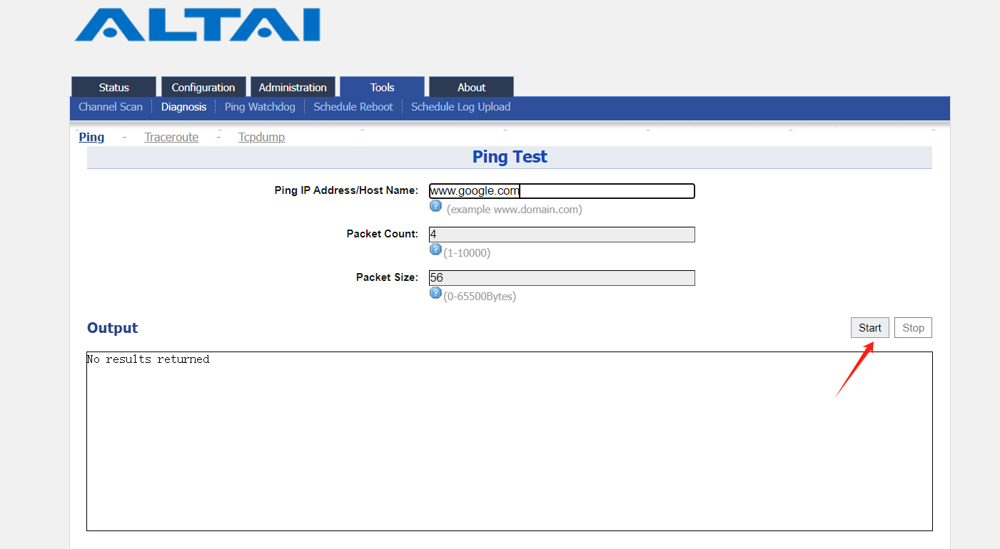 ALTAI
Status Configuration Administration Tools About
Channel Scan Diagnosis Ping Watchdog Schedule Reboot Schedule Log Upload
Ping - Traceroute - Tcpdump
Ping Test
Ping IP Address/Host Name: www.google.com
? (example www.domain.com)
Packet Count: 4
? (1-10000)
Packet Size: 56
? (0-65500Bytes)
Output Start Stop
No results returned